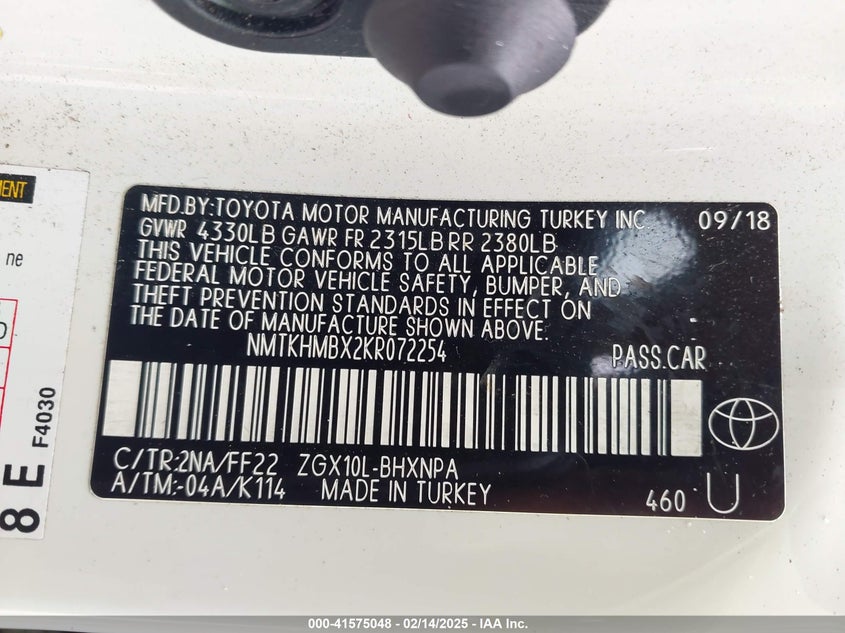 MENT
ne
8 E F4030
MFD.BY:TOYOTA MOTOR MANUFACTURING TURKEY INC. 09/18
GVWR 4330LB GAWR FR 2315LB RR 2380LB
THIS VEHICLE CONFORMS TO ALL APPLICABLE
FEDERAL MOTOR VEHICLE SAFETY, BUMPER, AND
THEFT PREVENTION STANDARDS IN EFFECT ON
THE DATE OF MANUFACTURE SHOWN ABOVE.
NMTKHMBX2KR072254 PASS.CAR
C/TR:2NA/FF22 ZGX10L-BHXNPA
A/TM:-04A/K114 MADE IN TURKEY 460 U
000-41575048 - 02/14/2025 - IAA Inc.